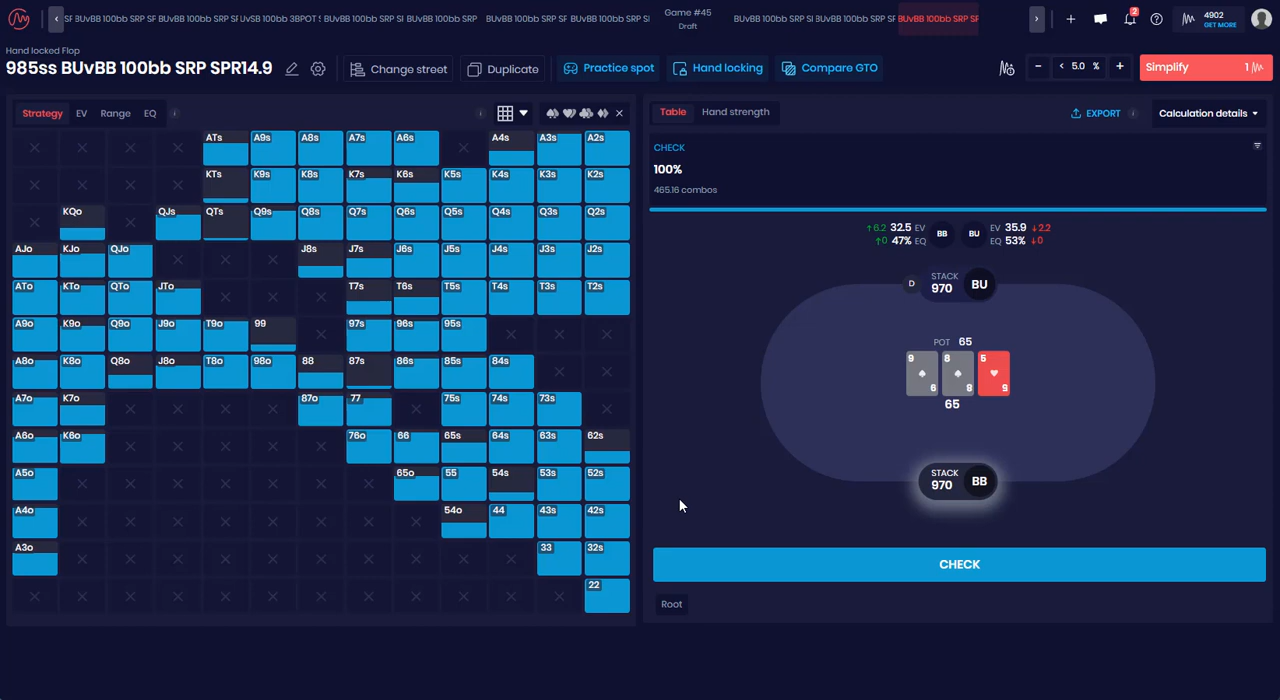 SF BUvBB 100bb SRP SF BUvBB 100bb SRP SF UvSB 100bb 3BPOT S BUvBB 100bb SRP SI BUvBB 100bb SRP BUvBB 100bb SRP SF BUvBB 100bb SRP SI
Game #45
Draft
BUvBB 100bb SRP SI BUvBB 100bb SRP SF BUvBB 100bb SRP SF
2
4902
GET MORE
Hand locked Flop
985ss BUvBB 100bb SRP SPR14.9
Change street
Duplicate
Practice spot
Hand locking
Compare GTO
5.0 %
Simplify 1
Strategy EV Range EQ
Table Hand strength
EXPORT
Calculation details
ATs A9s A8s A7s A6s A4s A3s A2s
KTs K9s K8s K7s K6s K5s K4s K3s K2s
KQo QJs QTs Q9s Q8s Q7s Q6s Q5s Q4s Q3s Q2s
AJo KJo QJo J8s J7s J6s J5s J4s J3s J2s
ATo KTo QTo JTo T7s T6s T5s T4s T3s T2s
A9o K9o Q9o J9o T9o 99 97s 96s 95s
A8o K8o Q8o J8o T8o 98o 88 87s 86s 85s 84s
A7o K7o 87o 77 75s 74s 73s
A6o K6o 76o 66 65s 64s 63s 62s
A5o 65o 55 54s 53s 52s
A4o 54o 44 43s 42s
A3o 33 32s
22
CHECK
100%
465.16 combos
↑6.2 32.5 EV BB BU EV 35.9 ↓2.2
↑0 47% EQ EQ 53% ↓0
D
STACK
970
BU
POT 65
9 8 5
9 8 5
65
STACK
970
BB
CHECK
Root